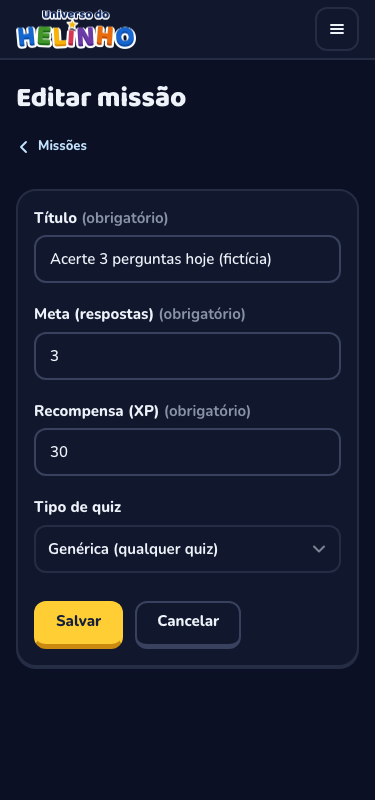 Universo do
HELINHO
Editar missão
Missões
Título (obrigatório)
Acerte 3 perguntas hoje (fictícia)
Meta (respostas) (obrigatório)
3
Recompensa (XP) (obrigatório)
30
Tipo de quiz
Genérica (qualquer quiz)
Salvar
Cancelar